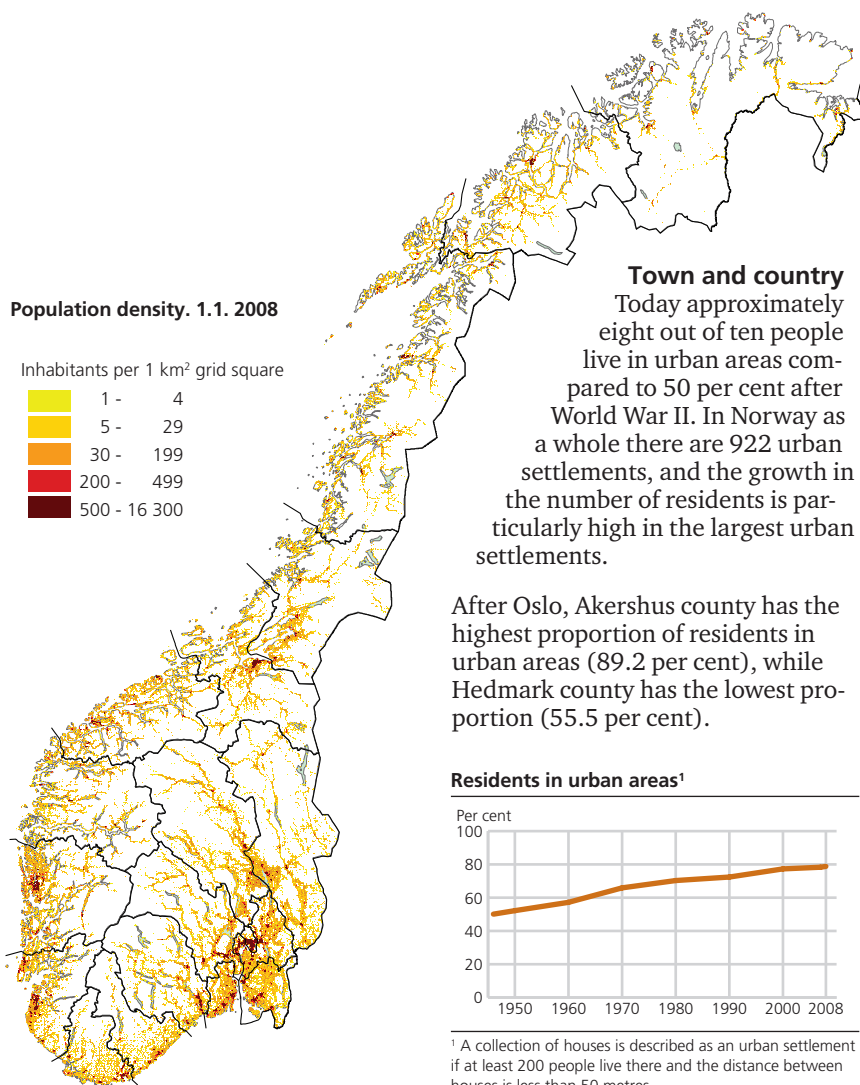 Population density. 1.1. 2008
Inhabitants per 1 km² grid square
1 - 4
5 - 29
30 - 199
200 - 499
500 - 16 300
Town and country
Today approximately
eight out of ten people
live in urban areas com-
pared to 50 per cent after
World War II. In Norway as
a whole there are 922 urban
settlements, and the growth in
the number of residents is par-
ticularly high in the largest urban
settlements.
After Oslo, Akershus county has the
highest proportion of residents in
urban areas (89.2 per cent), while
Hedmark county has the lowest pro-
portion (55.5 per cent).
Residents in urban areas¹
Per cent
100
80
60
40
20
0
1950 1960 1970 1980 1990 2000 2008
¹ A collection of houses is described as an urban settlement
if at least 200 people live there and the distance between
houses is less than 50 metres.